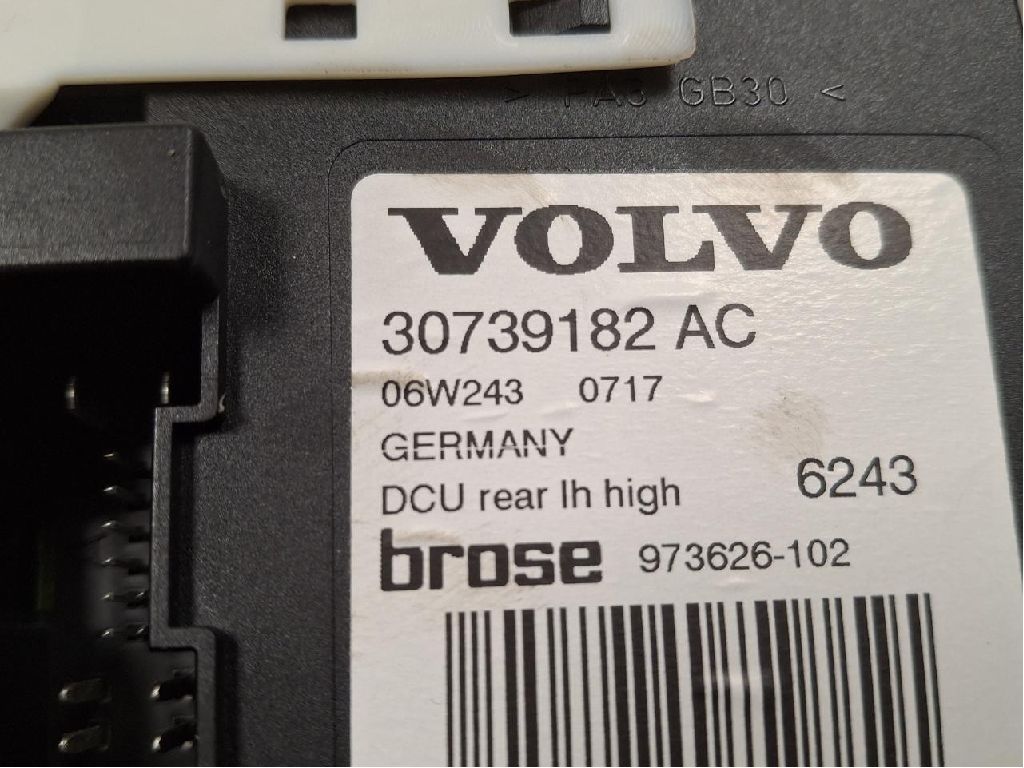 > PA6 GB30 <
VOLVO
30739182 AC
06W243 0717
GERMANY
DCU rear lh high 6243
brose 973626-102